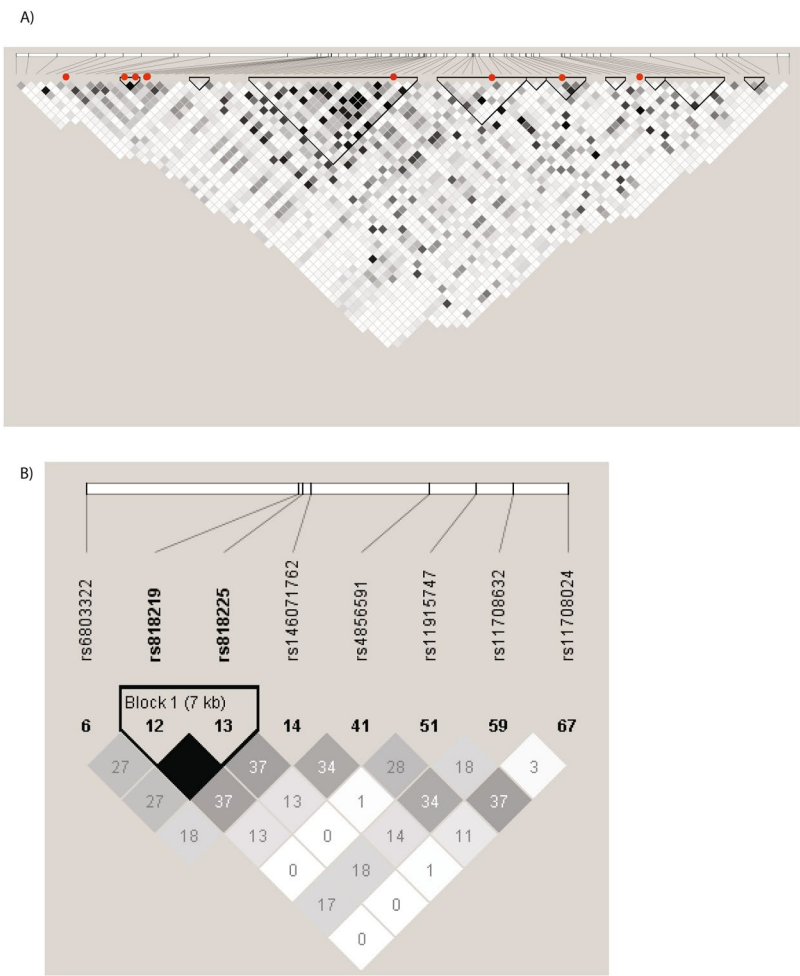 A)
B)
rs6803322 rs818219 rs818225 rs146071762 rs4856591 rs11915747 rs11708632 rs11708024
Block 1 (7 kb)
6 12 13 14 41 51 59 67
27 37 34 28 18 3
27 37 13 1 34 37
18 13 0 14 11
0 18 1
17 0
0